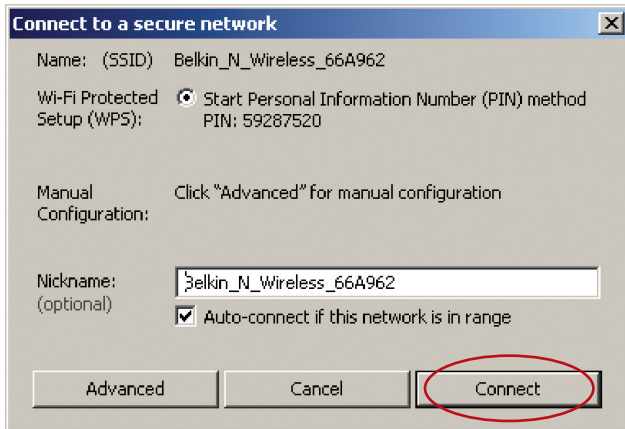 Connect to a secure network
Name: (SSID) Belkin_N_Wireless_66A962
Wi-Fi Protected Setup (WPS):
Start Personal Information Number (PIN) method
PIN: 59287520
Manual Configuration:
Click "Advanced" for manual configuration
Nickname:
(optional)
Belkin_N_Wireless_66A962
Auto-connect if this network is in range
Advanced
Cancel
Connect